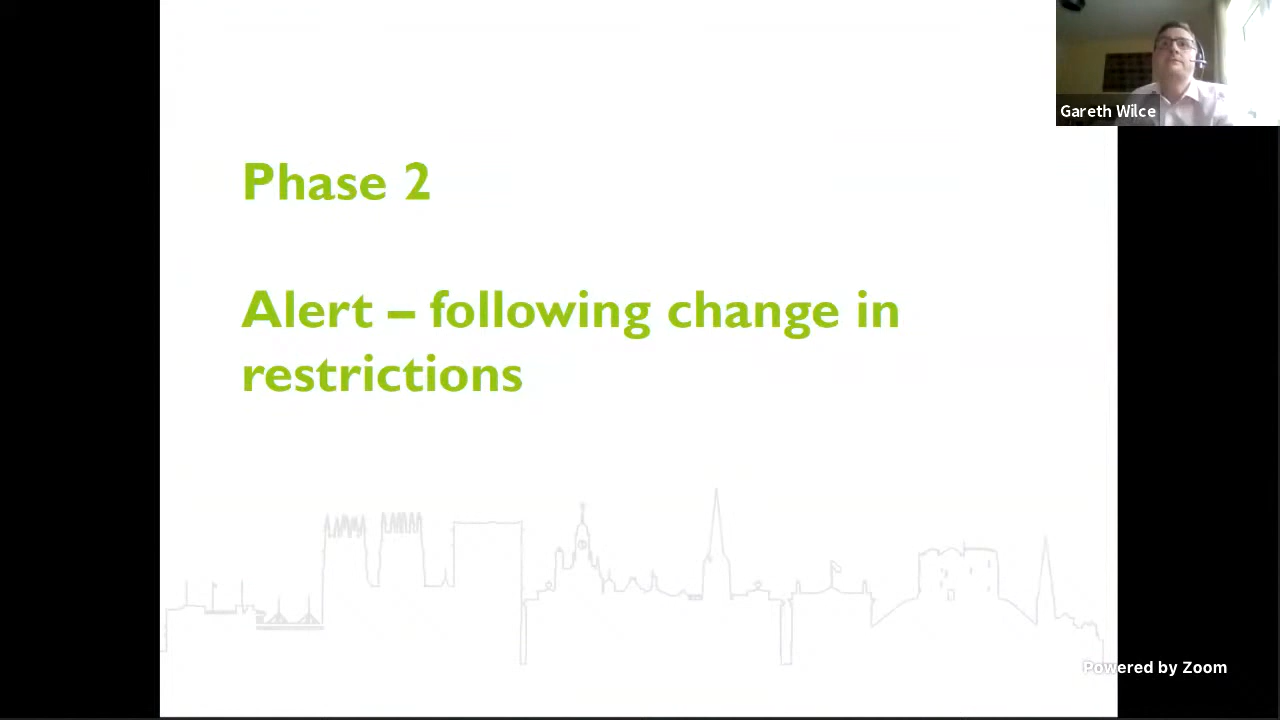 Gareth Wilce
Phase 2
Alert – following change in
restrictions
Powered by Zoom